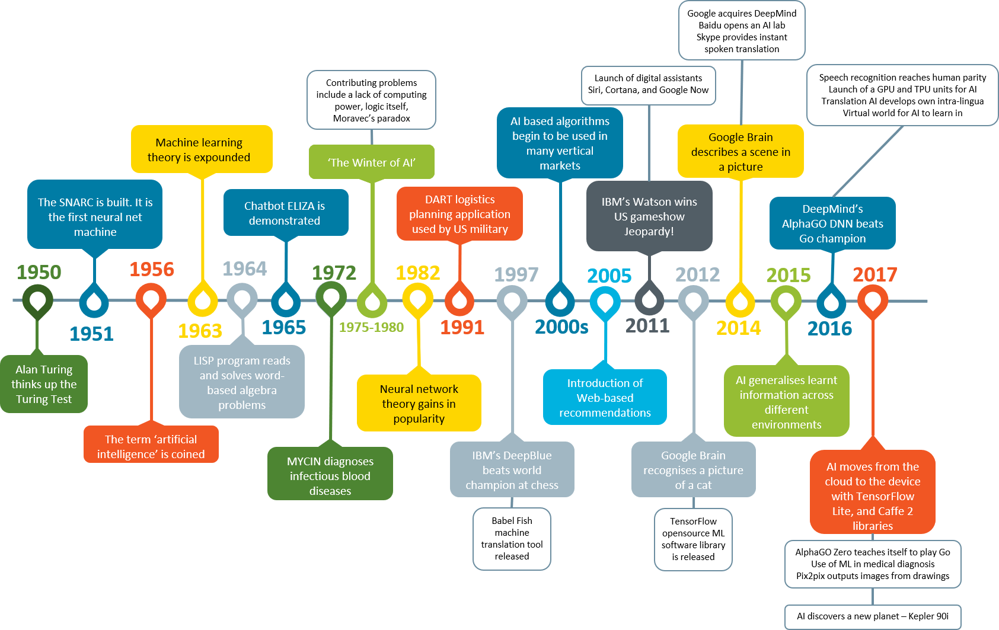 Google acquires DeepMind
Baidu opens an AI lab
Skype provides instant
spoken translation
Launch of digital assistants
Siri, Cortana, and Google Now
Speech recognition reaches human parity
Launch of a GPU and TPU units for AI
Translation AI develops own intra-lingua
Virtual world for AI to learn in
Contributing problems
include a lack of computing
power, logic itself,
Moravec's paradox
The SNARC is built. It is
the first neural net
machine
Machine learning
theory is expounded
Chatbot ELIZA is
demonstrated
‘The Winter of AI’
DART logistics
planning application
used by US military
AI based algorithms
begin to be used in
many vertical
markets
IBM's Watson wins
US gameshow
Jeopardy!
Google Brain
describes a scene in
a picture
DeepMind's
AlphaGO DNN beats
Go champion
1950
1951
1956
1963
1964
1965
1972
1975-1980
1982
1991
1997
2000s
2005
2011
2012
2014
2015
2016
2017
Alan Turing
thinks up the
Turing Test
The term ‘artificial
intelligence’ is coined
LISP program reads
and solves word-
based algebra
problems
MYCIN diagnoses
infectious blood
diseases
Neural network
theory gains in
popularity
IBM's DeepBlue
beats world
champion at chess
Babel Fish
machine
translation tool
released
Introduction of
Web-based
recommendations
Google Brain
recognises a picture
of a cat
TensorFlow
opensource ML
software library
is released
AI generalises learnt
information across
different
environments
AI moves from the
cloud to the device
with TensorFlow
Lite, and Caffe 2
libraries
AlphaGO Zero teaches itself to play Go
Use of ML in medical diagnosis
Pix2pix outputs images from drawings
AI discovers a new planet – Kepler 90i